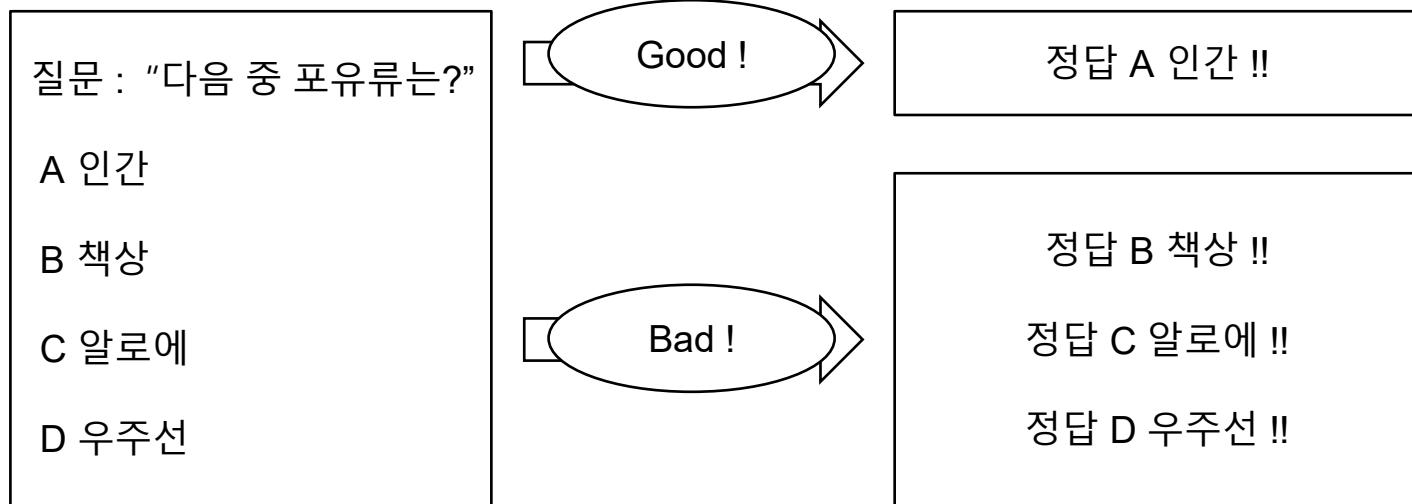 질문 : “다음 중 포유류는?”
A 인간
B 책상
C 알로에
D 우주선
Good !
정답 A 인간 !!
Bad !
정답 B 책상 !!
정답 C 알로에 !!
정답 D 우주선 !!